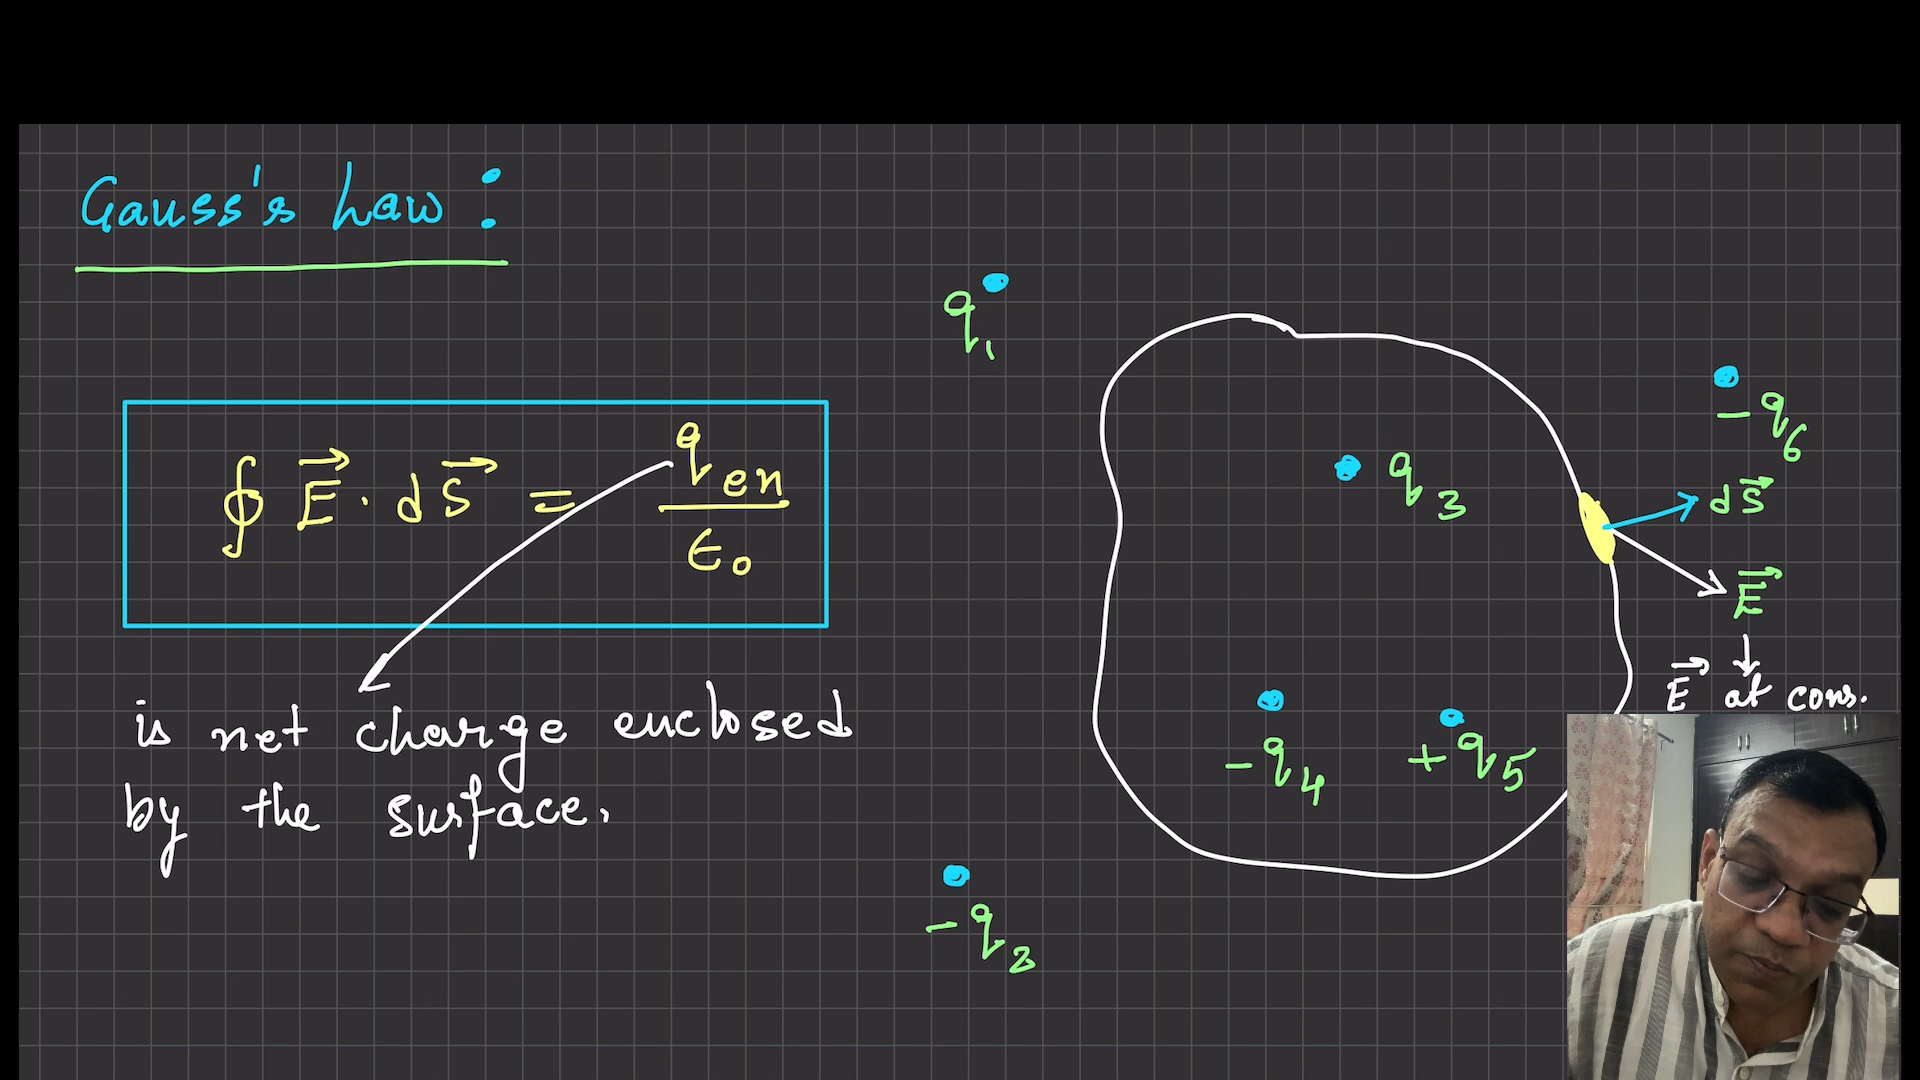 Gauss's Law :
∮ E⃗ · dS⃗ = q_en / ε₀
is net charge enclosed
by the surface.
q₁
-q₂
q₃
-q₄
+q₅
-q₆
dS⃗
E⃗
E⃗ at cons.